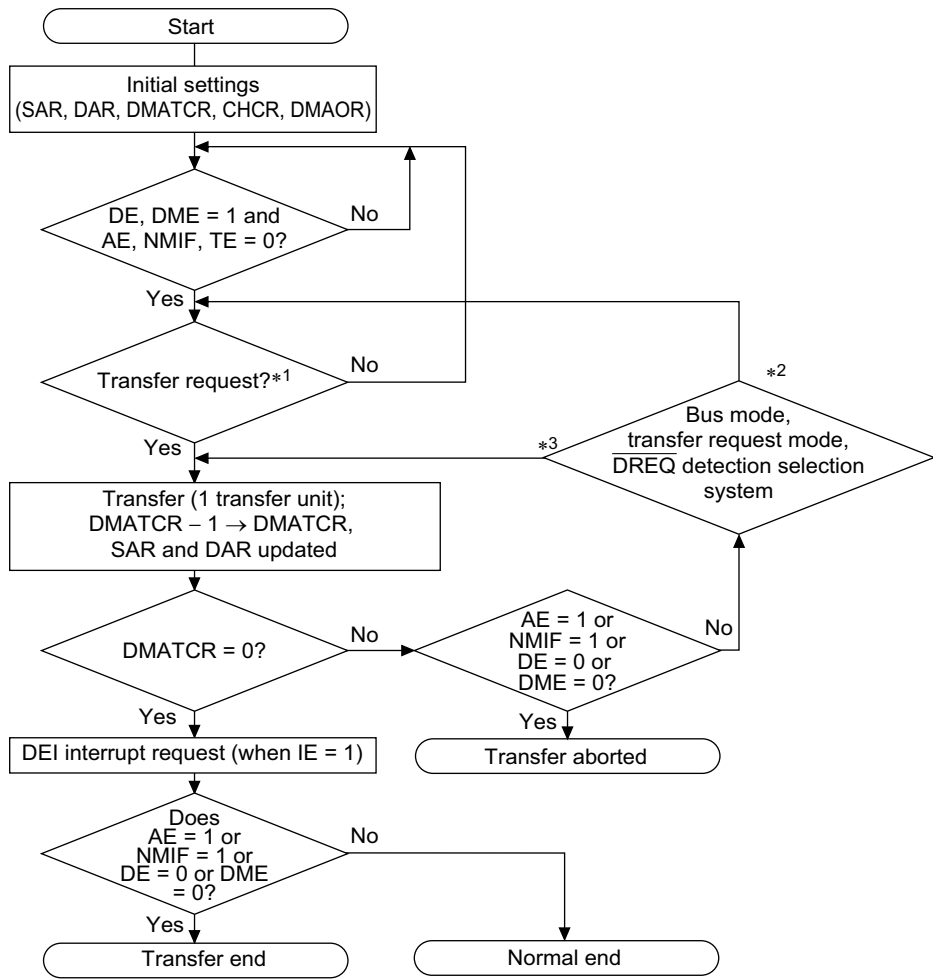 Start
Initial settings
(SAR, DAR, DMATCR, CHCR, DMAOR)
DE, DME = 1 and
AE, NMIF, TE = 0?
No
Yes
Transfer request?*1
No
Yes
*2
Bus mode,
transfer request mode,
DREQ detection selection
system
*3
Transfer (1 transfer unit);
DMATCR – 1 → DMATCR,
SAR and DAR updated
DMATCR = 0?
No
Yes
AE = 1 or
NMIF = 1 or
DE = 0 or
DME = 0?
No
Yes
Transfer aborted
DEI interrupt request (when IE = 1)
Does
AE = 1 or
NMIF = 1 or
DE = 0 or DME
= 0?
No
Yes
Transfer end
Normal end